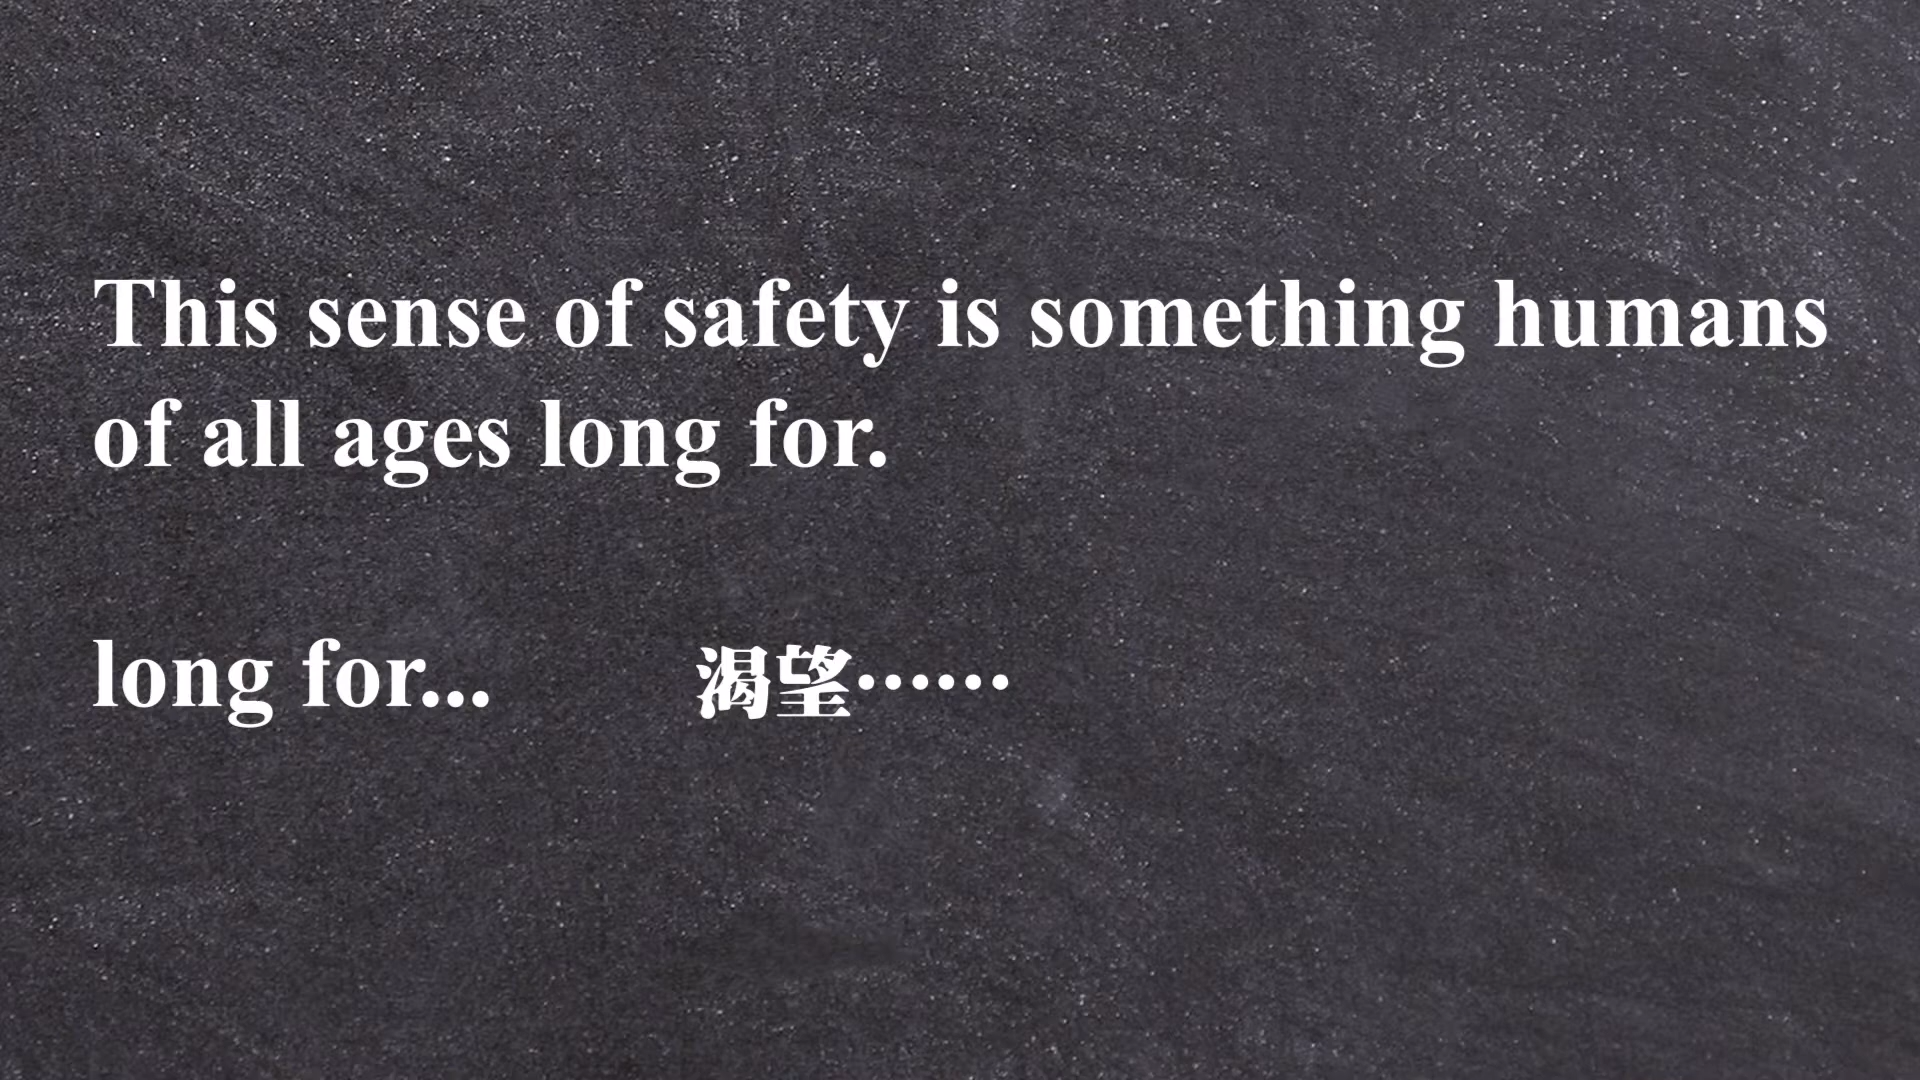 This sense of safety is something humans
of all ages long for.
long for... 渴望……